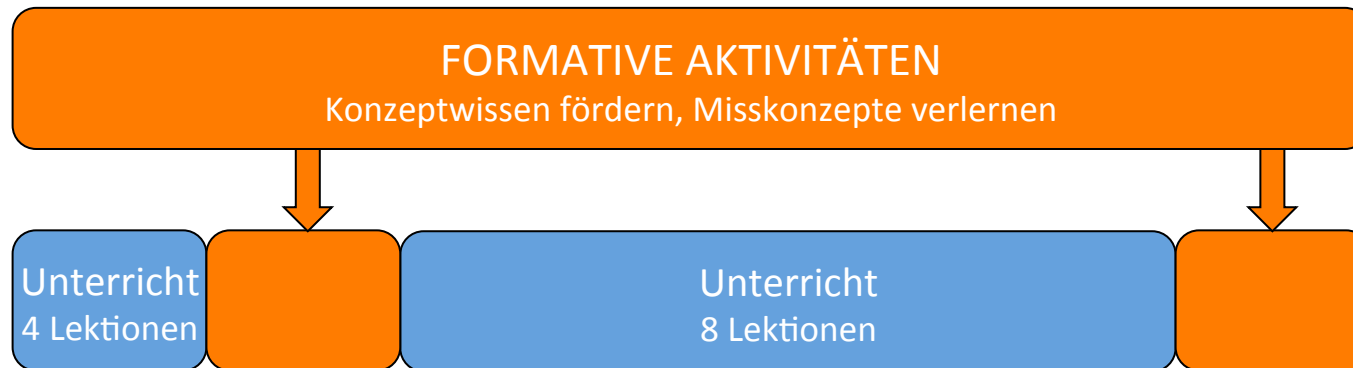 FORMATIVE AKTIVITÄTEN
Konzeptwissen fördern, Misskonzepte verlernen
Unterricht
4 Lektionen
Unterricht
8 Lektionen